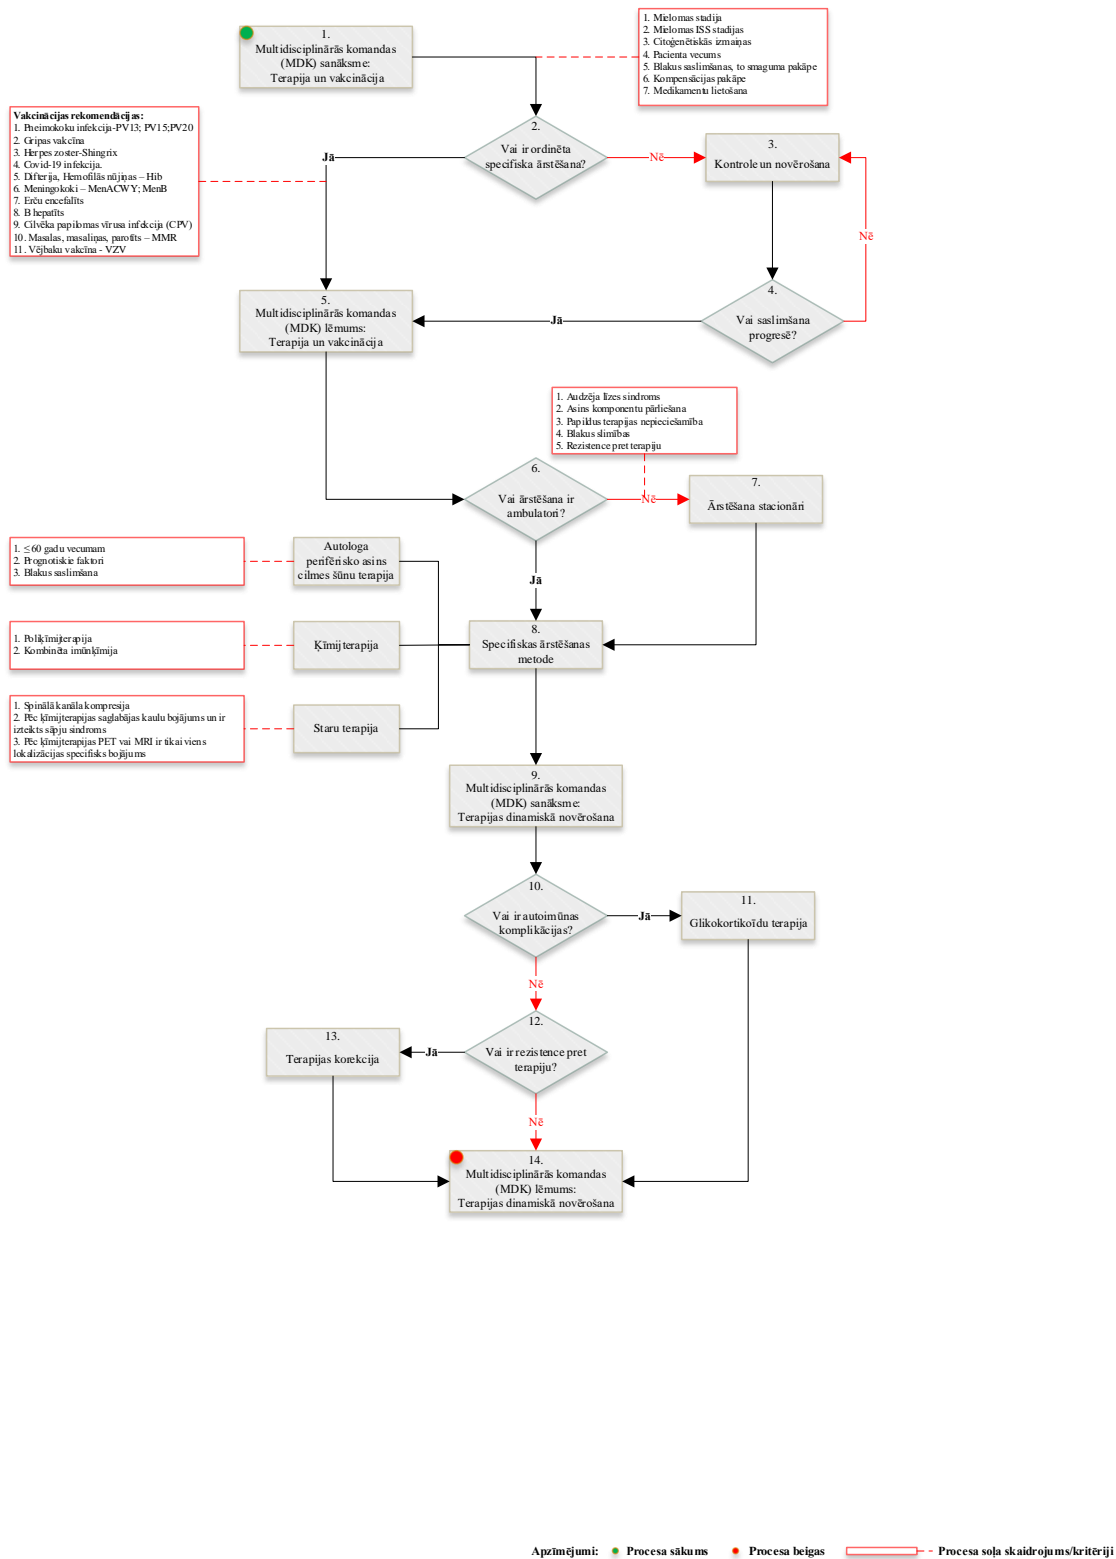 1.
Multidisciplinārās komandas
(MDK) sanāksme:
Terapija un vakcinācija
1. Mielomas stadija
2. Mielomas ISS stadijas
3. Citoģenētiskās izmaiņas
4. Pacienta vecums
5. Blakus saslimšanas, to smaguma pakāpe
6. Kompensācijas pakāpe
7. Medikamentu lietošana
Vakcinācijas rekomendācijas:
1. Pneimokoku infekcija-PV13; PV15;PV20
2. Gripas vakcīna
3. Herpes zoster-Shingrix
4. Covid-19 infekcija.
5. Difterija, Hemofilās nūjiņas – Hib
6. Meningokoki – MenACWY; MenB
7. Ērču encefalīts
8. B hepatīts
9. Cilvēka papilomas vīrusa infekcija (CPV)
10. Masalas, masaliņas, parotīts – MMR
11. Vējbaku vakcīna - VZV
2.
Vai ir ordinēta
specifiska ārstēšana?
Jā
Nē
3.
Kontrole un novērošana
Nē
4.
Vai saslimšana
progresē?
Jā
5.
Multidisciplinārās komandas
(MDK) lēmums:
Terapija un vakcinācija
1. Audzēja līzes sindroms
2. Asins komponentu pārliešana
3. Papildus terapijas nepieciešamība
4. Blakus slimības
5. Rezistence pret terapiju
6.
Vai ārstēšana ir
ambulatori?
Nē
7.
Ārstēšana stacionāri
Jā
1. ≤ 60 gadu vecumam
2. Prognotiskie faktori
3. Blakus saslimšana
Autologa
perifērisko asins
cilmes šūnu terapija
1. Poliķīmijterapija
2. Kombinēta imūnķīmija
Ķīmijterapija
8.
Specifiskas ārstēšanas
metode
1. Spinālā kanāla kompresija
2. Pēc ķīmijterapijas saglabājas kaulu bojājums un ir
izteikts sāpju sindroms
3. Pēc ķīmijterapijas PET vai MRI ir tikai viens
lokalizācijas specifisks bojājums
Staru terapija
9.
Multidisciplinārās komandas
(MDK) sanāksme:
Terapijas dinamiskā novērošana
10.
Vai ir autoimūnas
komplikācijas?
Jā
11.
Glikokortikoīdu terapija
Nē
12.
Vai ir rezistence pret
terapiju?
Jā
13.
Terapijas korekcija
Nē
14.
Multidisciplinārās komandas
(MDK) lēmums:
Terapijas dinamiskā novērošana
Apzīmējumi: Procesa sākums Procesa beigas Procesa soļa skaidrojums/kritēriji